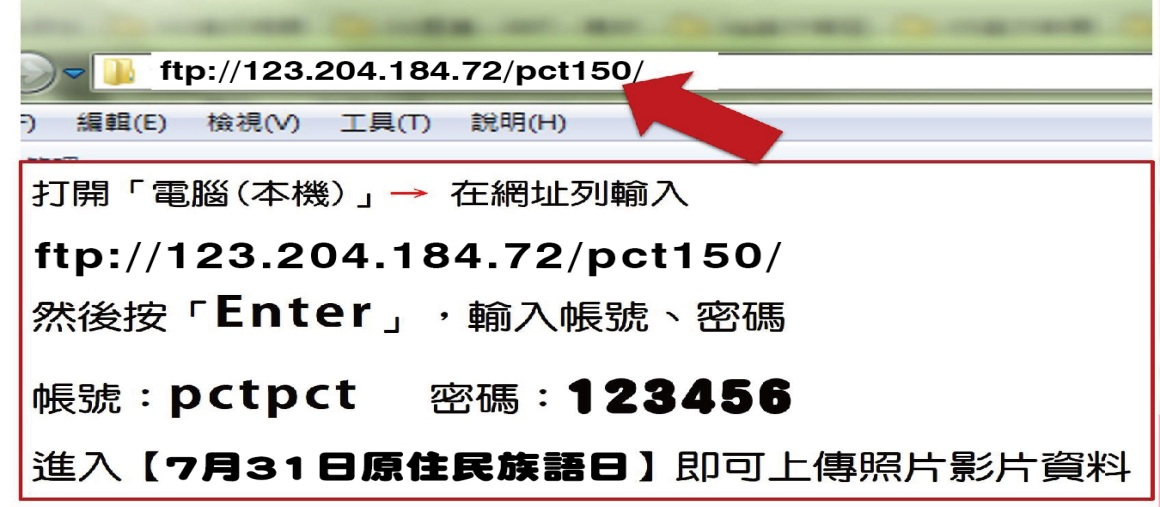 ftp://123.204.184.72/pct150/
編輯(E) 檢視(V) 工具(T) 說明(H)
打開「電腦(本機)」→ 在網址列輸入
ftp://123.204.184.72/pct150/
然後按「Enter」，輸入帳號、密碼
帳號：pctpct 密碼：123456
進入【7月31日原住民族語日】即可上傳照片影片資料